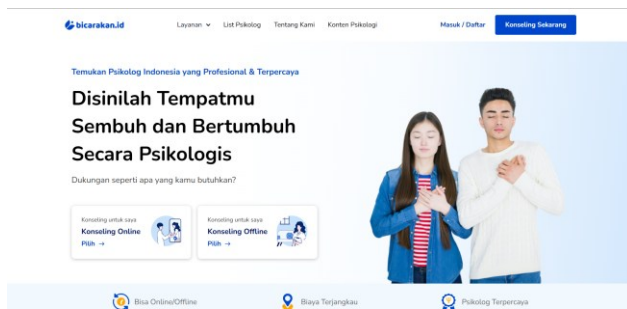 bicarakan.id
Layanan List Psikolog Tentang Kami Konten Psikologi Masuk / Daftar Konseling Sekarang
Temukan Psikolog Indonesia yang Profesional & Terpercaya
Disinilah Tempatmu
Sembuh dan Bertumbuh
Secara Psikologis
Dukungan seperti apa yang kamu butuhkan?
Konseling untuk saya
Konseling Online
Pilih →
Konseling untuk saya
Konseling Offline
Pilih →
Bisa Online/Offline Biaya Terjangkau Psikolog Terpercaya